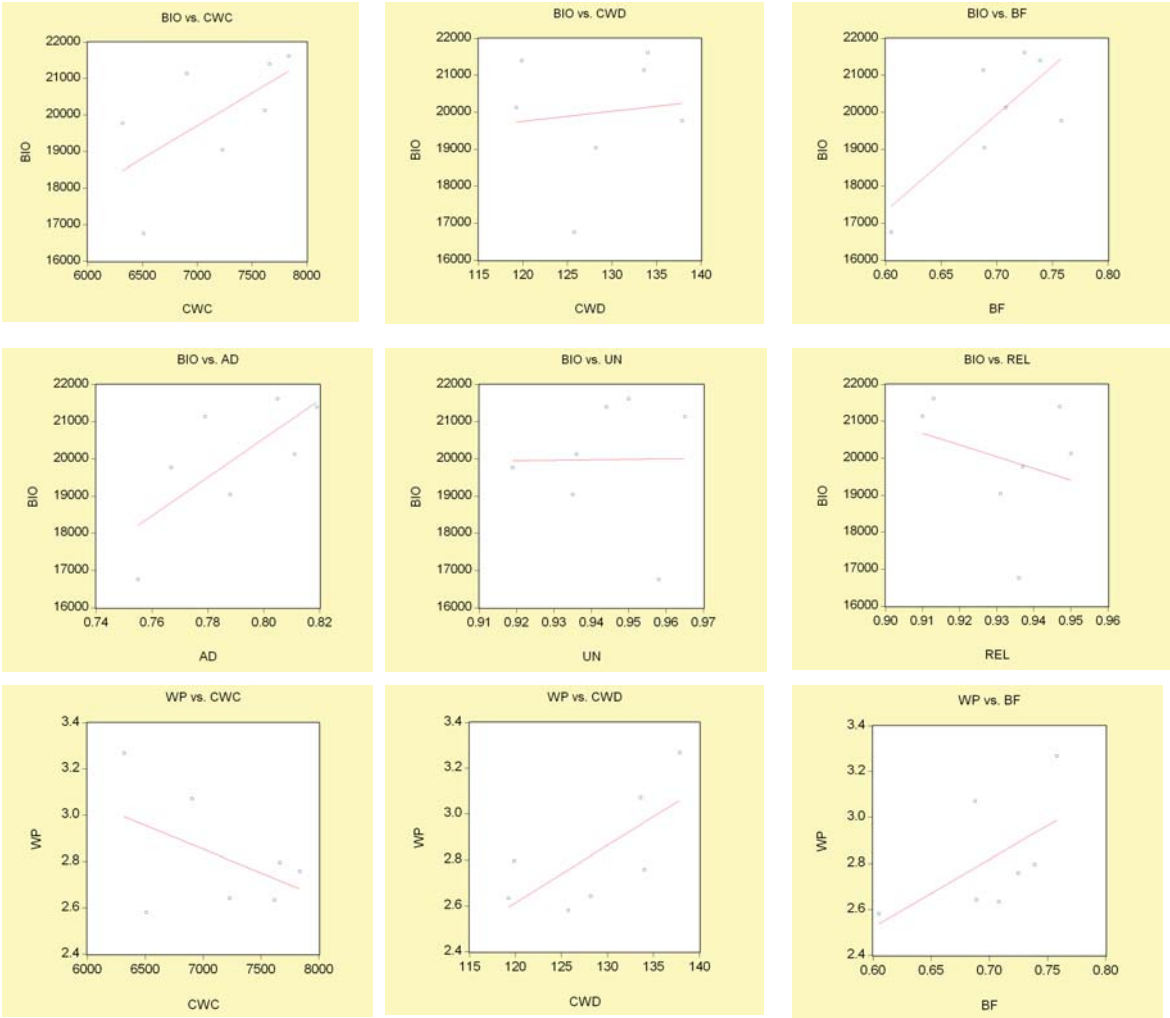 BIO vs. CWC
BIO
22000
21000
20000
19000
18000
17000
16000
6000 6500 7000 7500 8000
CWC
BIO vs. CWD
BIO
22000
21000
20000
19000
18000
17000
16000
115 120 125 130 135 140
CWD
BIO vs. BF
BIO
22000
21000
20000
19000
18000
17000
16000
0.60 0.65 0.70 0.75 0.80
BF
BIO vs. AD
BIO
22000
21000
20000
19000
18000
17000
16000
0.74 0.76 0.78 0.80 0.82
AD
BIO vs. UN
BIO
22000
21000
20000
19000
18000
17000
16000
0.91 0.92 0.93 0.94 0.95 0.96 0.97
UN
BIO vs. REL
BIO
22000
21000
20000
19000
18000
17000
16000
0.90 0.91 0.92 0.93 0.94 0.95 0.96
REL
WP vs. CWC
WP
3.4
3.2
3.0
2.8
2.6
2.4
6000 6500 7000 7500 8000
CWC
WP vs. CWD
WP
3.4
3.2
3.0
2.8
2.6
2.4
115 120 125 130 135 140
CWD
WP vs. BF
WP
3.4
3.2
3.0
2.8
2.6
2.4
0.60 0.65 0.70 0.75 0.80
BF